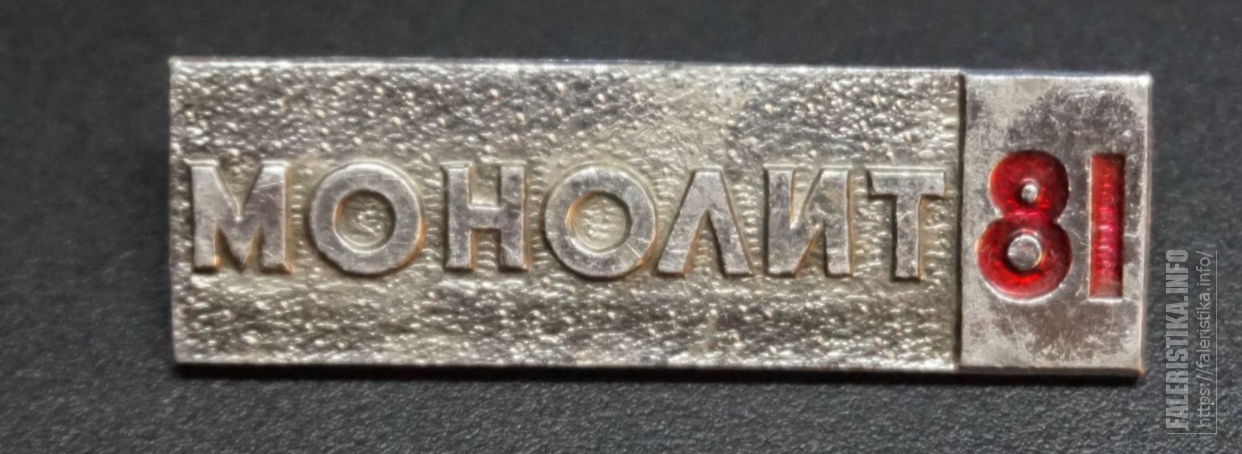 МОНОЛИТ 81
FALERISTIKA.INFO
https://faleristika.info/